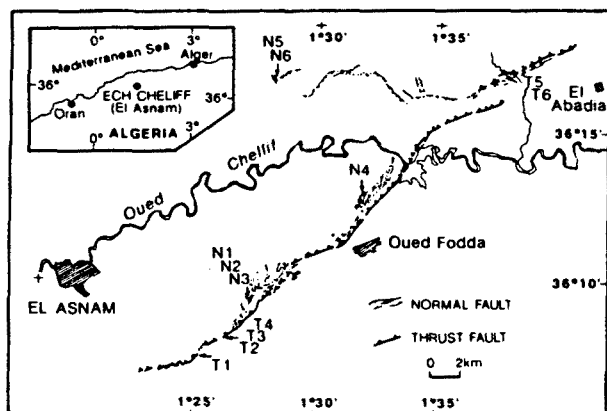 0°
3°
Mediterranean Sea
Alger
36°
ECH CHELIFF
(El Asnam)
36°
Oran
0°
ALGERIA
3°
N5
N6
1°30'
1°35'
T5
T6
El
Abadia
36°15'
Oued Chellif
N4
Oued Fodda
N1
N2
N3
EL ASNAM
36°10'
NORMAL FAULT
THRUST FAULT
T4
T3
T2
T1
0 2km
1°25'
1°30'
1°35'